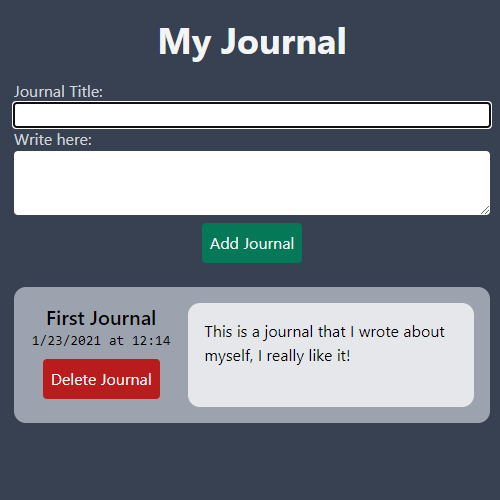 My Journal
Journal Title:
Write here:
Add Journal
First Journal
1/23/2021 at 12:14
Delete Journal
This is a journal that I wrote about
myself, I really like it!